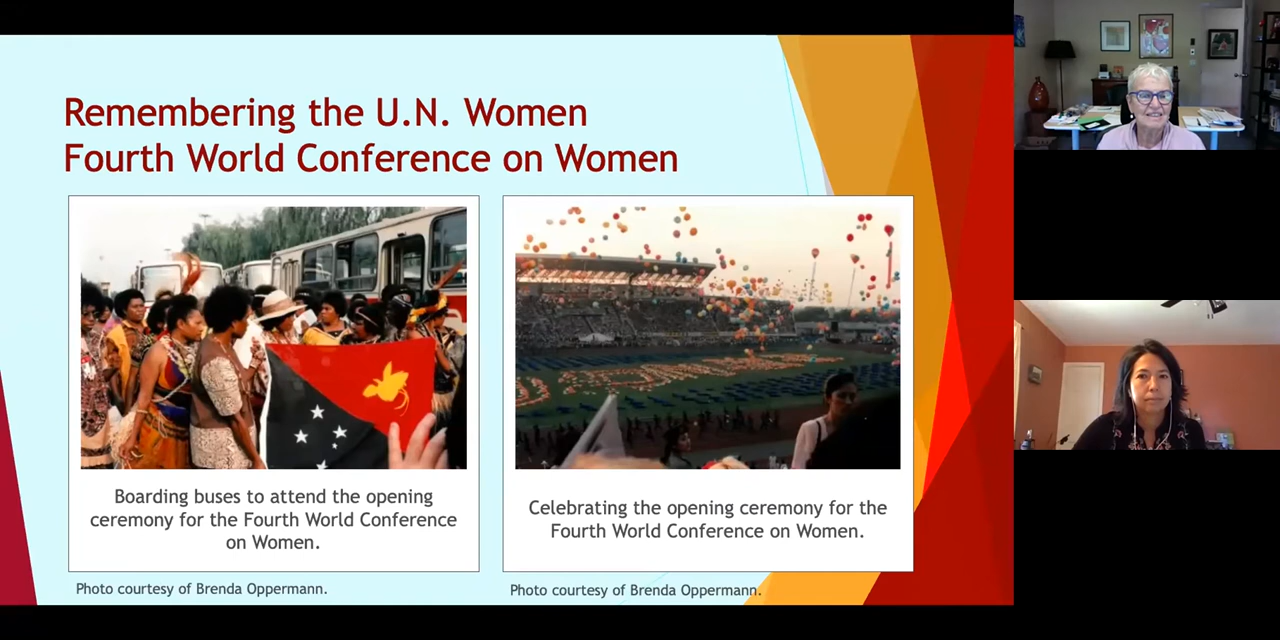 Remembering the U.N. Women
Fourth World Conference on Women
Boarding buses to attend the opening
ceremony for the Fourth World Conference
on Women.
Photo courtesy of Brenda Oppermann.
Celebrating the opening ceremony for the
Fourth World Conference on Women.
Photo courtesy of Brenda Oppermann.